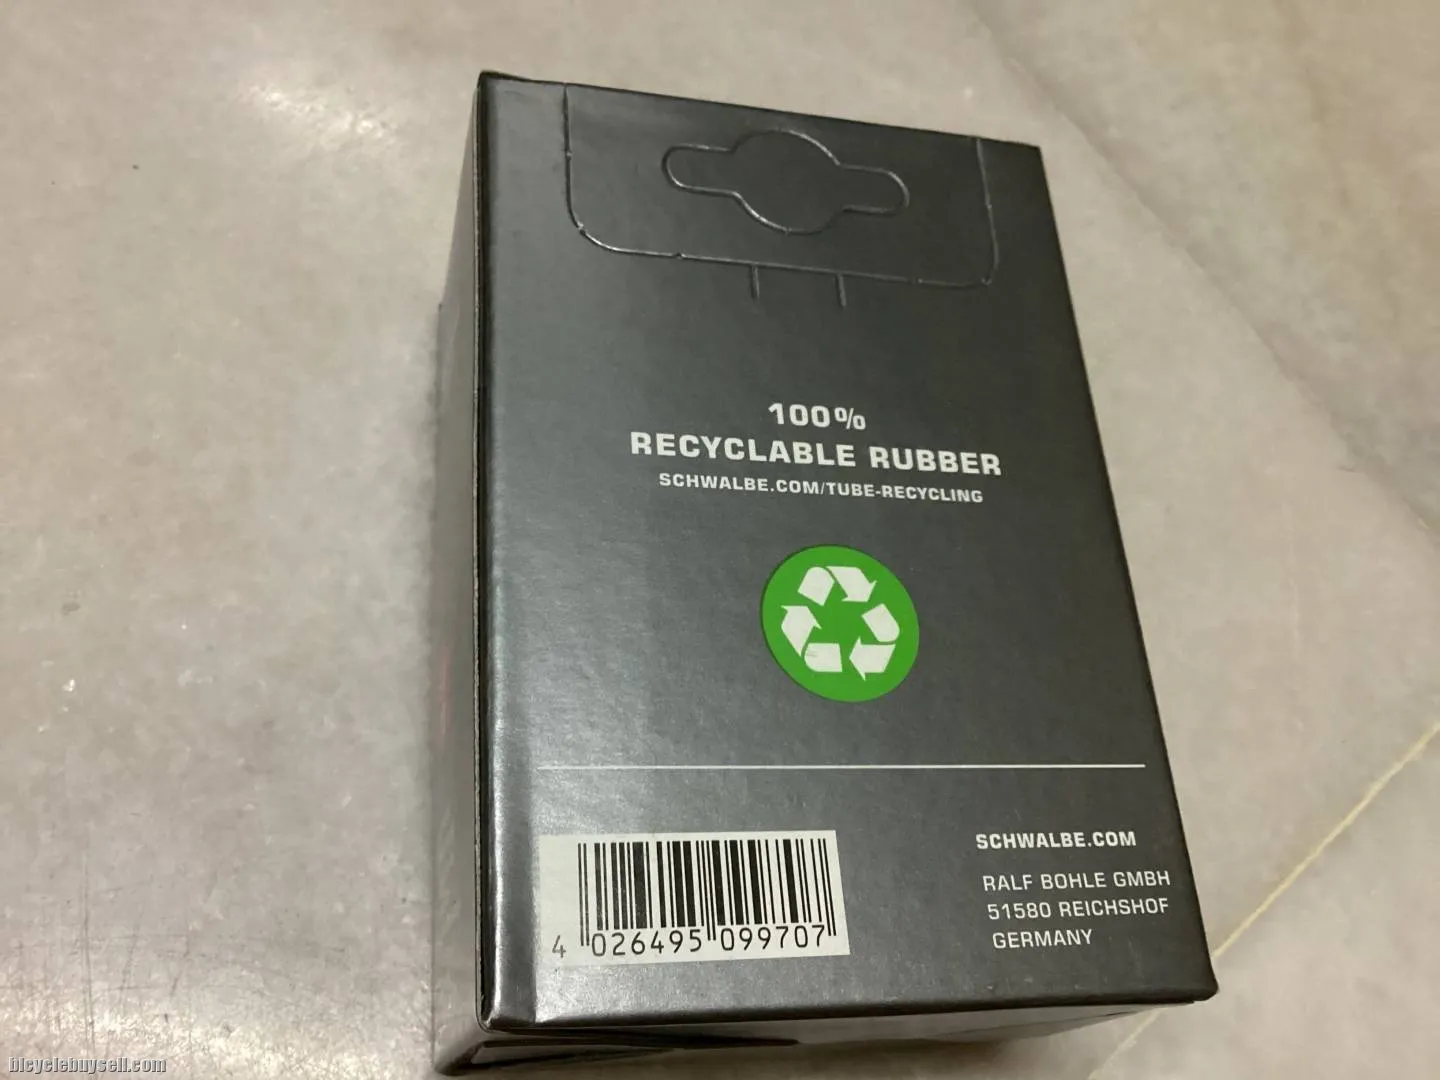 100%
RECYCLABLE RUBBER
SCHWALBE.COM/TUBE-RECYCLING
4 026495 099707
SCHWALBE.COM
RALF BOHLE GMBH
51580 REICHSHOF
GERMANY
bicyclebuysell.com